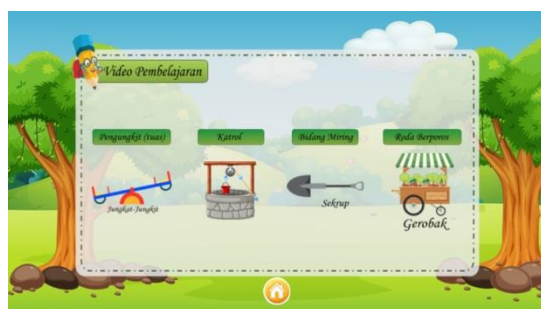 Video Pembelajaran
Pengungkit (tuas)
Katrol
Bidang Miring
Roda Berporos
Jungkat-Jungkit
Sekrup
Gerobak